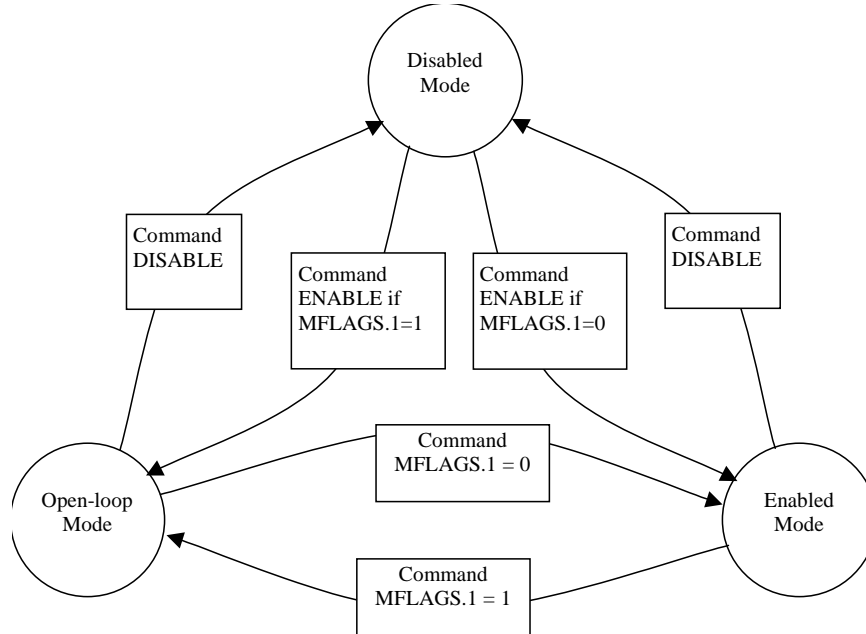 Disabled
Mode
Command
DISABLE
Command
ENABLE if
MFLAGS.1=1
Command
ENABLE if
MFLAGS.1=0
Command
DISABLE
Open-loop
Mode
Command
MFLAGS.1 = 0
Enabled
Mode
Command
MFLAGS.1 = 1